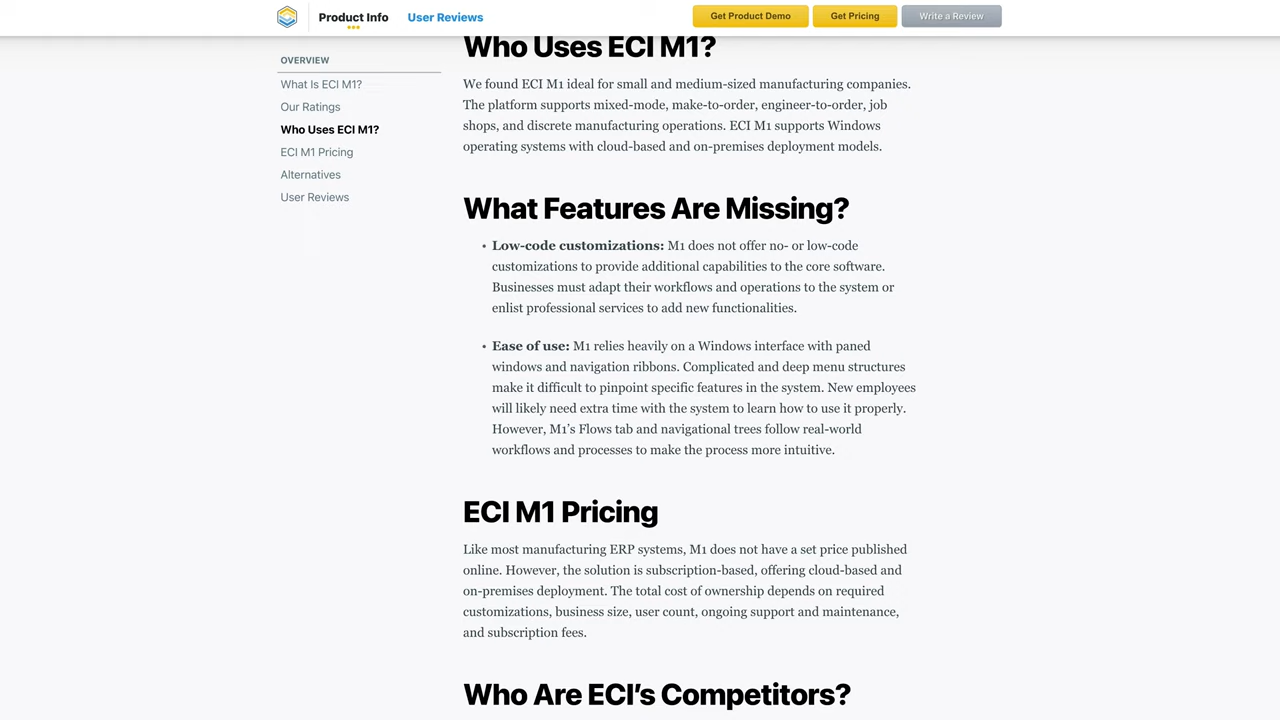 Product Info
User Reviews
Get Product Demo
Get Pricing
Write a Review
OVERVIEW
What Is ECI M1?
Our Ratings
Who Uses ECI M1?
ECI M1 Pricing
Alternatives
User Reviews
Who Uses ECI M1?
We found ECI M1 ideal for small and medium-sized manufacturing companies.
The platform supports mixed-mode, make-to-order, engineer-to-order, job
shops, and discrete manufacturing operations. ECI M1 supports Windows
operating systems with cloud-based and on-premises deployment models.
What Features Are Missing?
• Low-code customizations: M1 does not offer no- or low-code
customizations to provide additional capabilities to the core software.
Businesses must adapt their workflows and operations to the system or
enlist professional services to add new functionalities.
• Ease of use: M1 relies heavily on a Windows interface with paned
windows and navigation ribbons. Complicated and deep menu structures
make it difficult to pinpoint specific features in the system. New employees
will likely need extra time with the system to learn how to use it properly.
However, M1’s Flows tab and navigational trees follow real-world
workflows and processes to make the process more intuitive.
ECI M1 Pricing
Like most manufacturing ERP systems, M1 does not have a set price published
online. However, the solution is subscription-based, offering cloud-based and
on-premises deployment. The total cost of ownership depends on required
customizations, business size, user count, ongoing support and maintenance,
and subscription fees.
Who Are ECI’s Competitors?